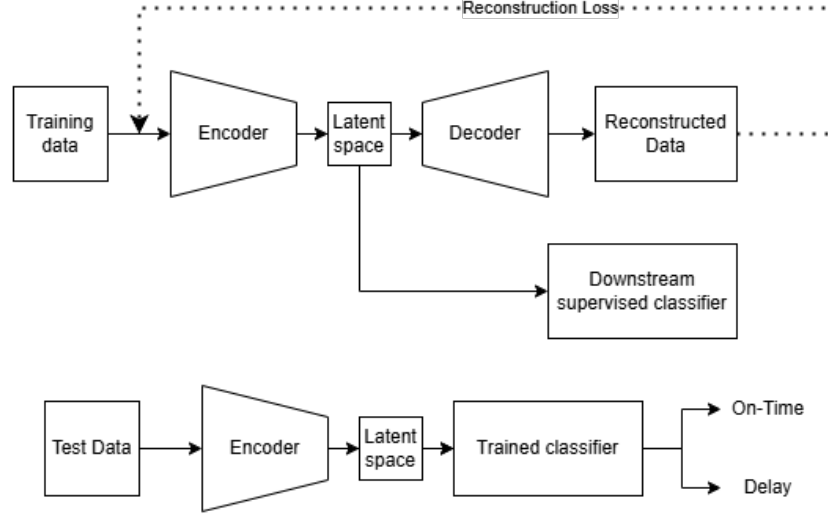 Reconstruction Loss
Training
data
Encoder
Latent
space
Decoder
Reconstructed
Data
Downstream
supervised classifier
Test Data
Encoder
Latent
space
Trained classifier
On-Time
Delay